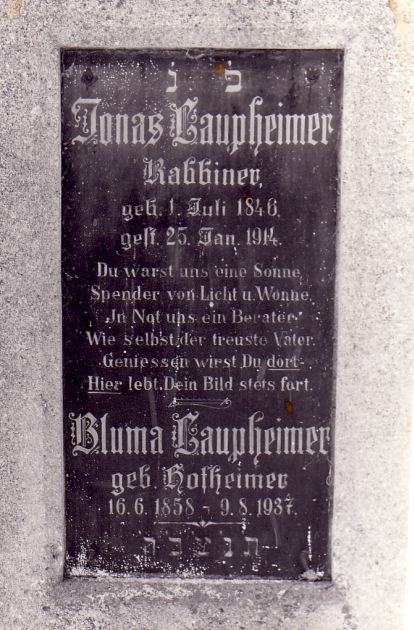 פ נ
Jonas Laupheimer
Rabbiner,
geb. 1. Juli 1846,
gest. 25. Jan. 1914.
Du warst uns eine Sonne,
Spender von Licht u. Wonne,
Jn Not uns ein Berater
Wie selbst der treuste Vater.
Geniessen wirst Du dort-
Hier lebt Dein Bild stets fort.
Bluma Laupheimer
geb. Hofheimer
16.6.1858 - 9.8.1937.
ת נ צ ב ה